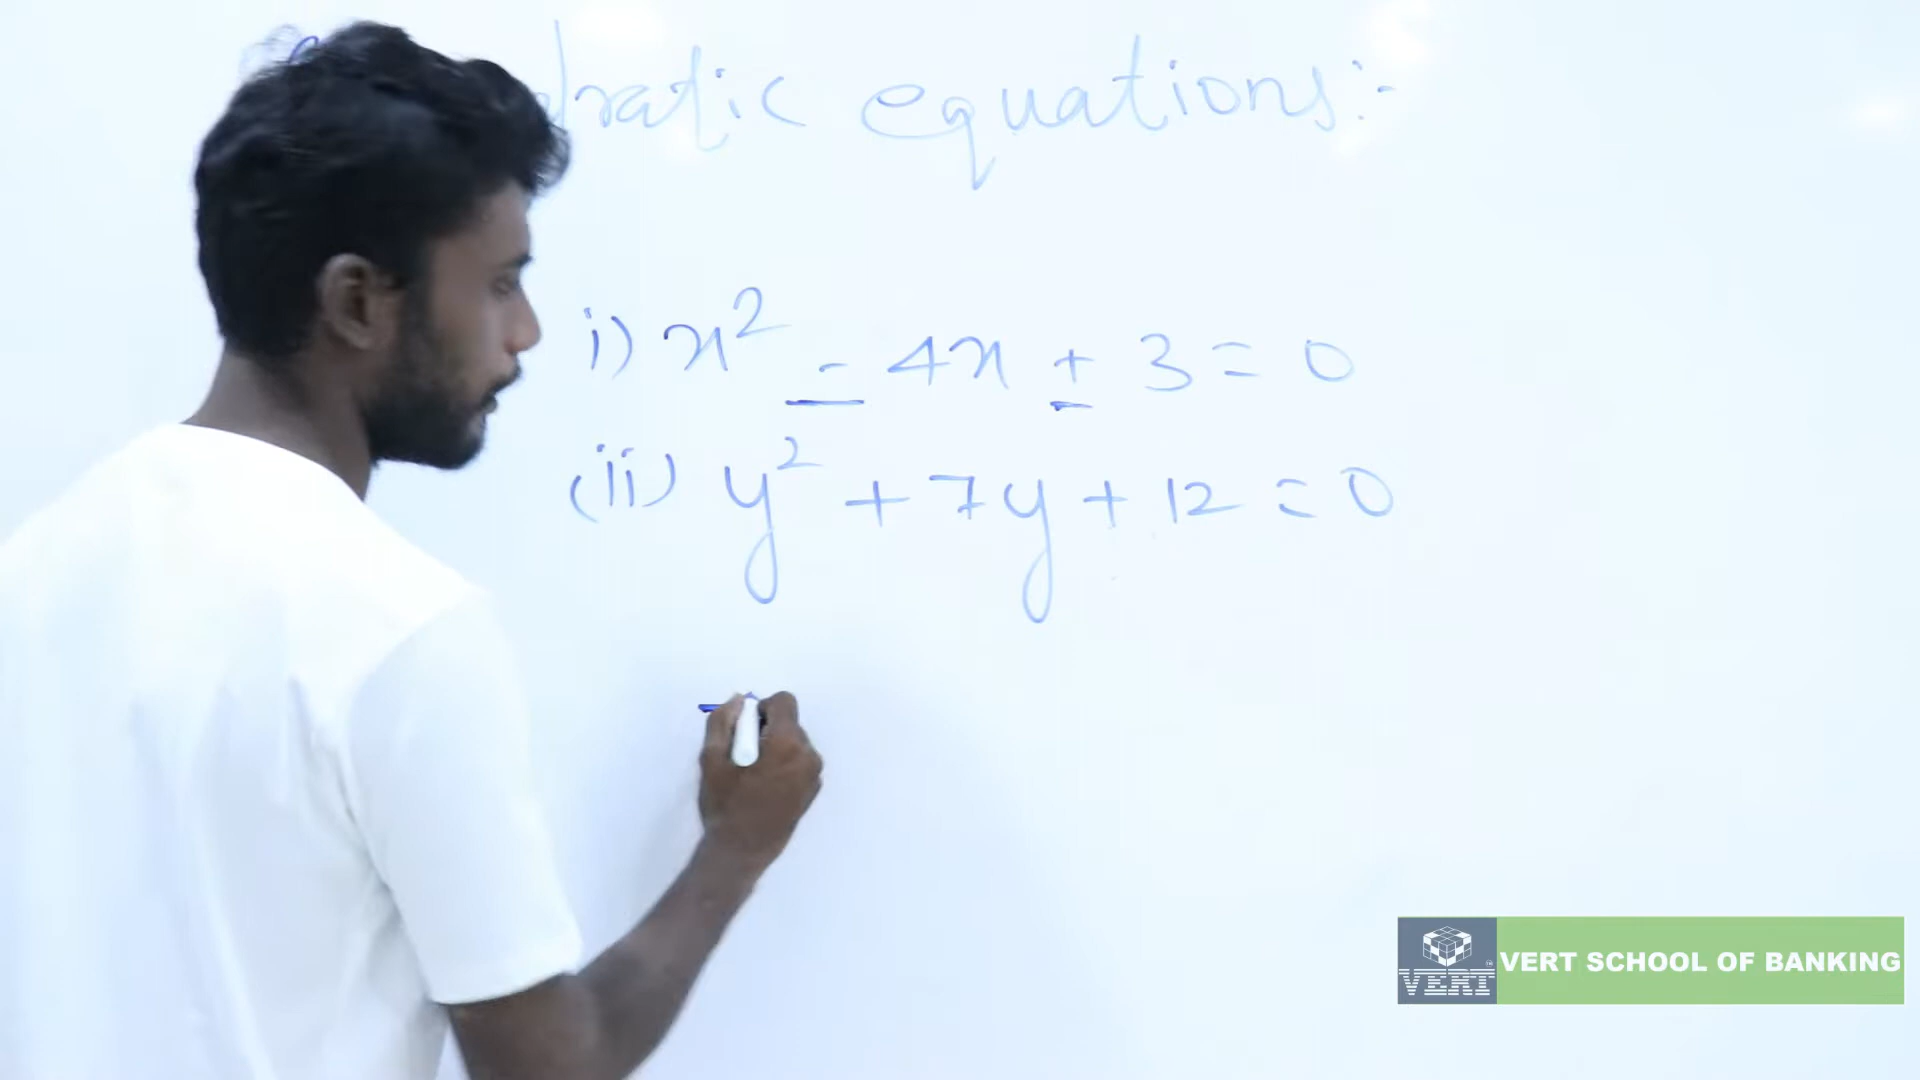 equations:-
i) x² - 4x + 3 = 0
(ii) y² + 7y + 12 = 0
VERT
VERT SCHOOL OF BANKING